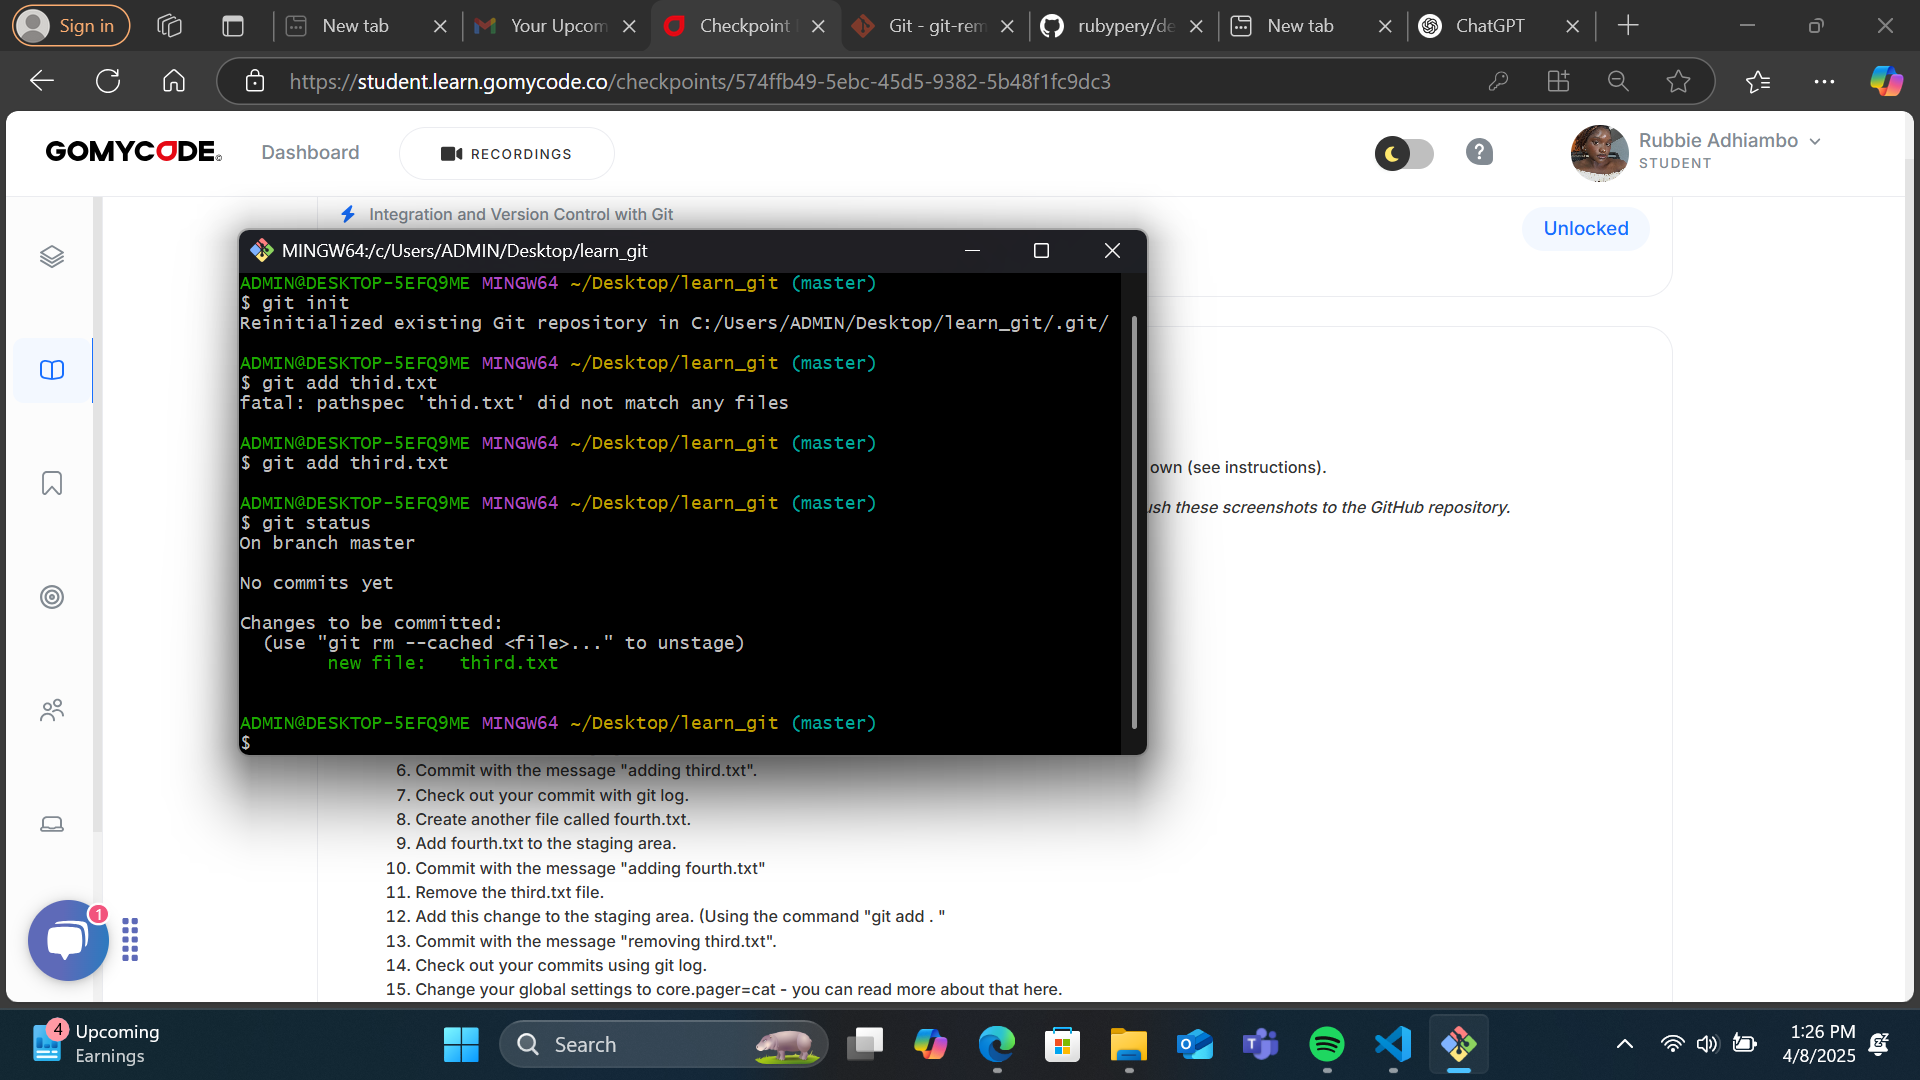 Sign in
New tab
Your Upcom
Checkpoint
Git - git-rem
rubypery/de
New tab
ChatGPT
https://student.learn.gomycode.co/checkpoints/574ffb49-5ebc-45d5-9382-5b48f1fc9dc3
GOMYCODE
Dashboard
RECORDINGS
?
Rubbie Adhiambo
STUDENT
Integration and Version Control with Git
Unlocked
MINGW64:/c/Users/ADMIN/Desktop/learn_git
ADMIN@DESKTOP-5EFQ9ME MINGW64 ~/Desktop/learn_git (master)
$ git init
Reinitialized existing Git repository in C:/Users/ADMIN/Desktop/learn_git/.git/
ADMIN@DESKTOP-5EFQ9ME MINGW64 ~/Desktop/learn_git (master)
$ git add thid.txt
fatal: pathspec 'thid.txt' did not match any files
ADMIN@DESKTOP-5EFQ9ME MINGW64 ~/Desktop/learn_git (master)
$ git add third.txt
ADMIN@DESKTOP-5EFQ9ME MINGW64 ~/Desktop/learn_git (master)
$ git status
On branch master
No commits yet
Changes to be committed:
(use "git rm --cached <file>..." to unstage)
new file:   third.txt
ADMIN@DESKTOP-5EFQ9ME MINGW64 ~/Desktop/learn_git (master)
$
own (see instructions).
ush these screenshots to the GitHub repository.
6. Commit with the message "adding third.txt".
7. Check out your commit with git log.
8. Create another file called fourth.txt.
9. Add fourth.txt to the staging area.
10. Commit with the message "adding fourth.txt"
11. Remove the third.txt file.
12. Add this change to the staging area. (Using the command "git add . "
13. Commit with the message "removing third.txt".
14. Check out your commits using git log.
15. Change your global settings to core.pager=cat - you can read more about that here.
1
4
Upcoming
Earnings
Search
1:26 PM
4/8/2025